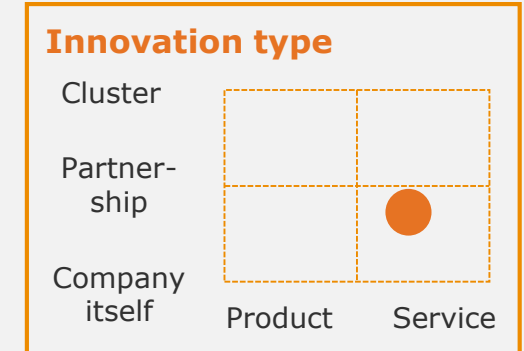 Innovation type
Cluster
Partner-
ship
Company
itself
Product
Service